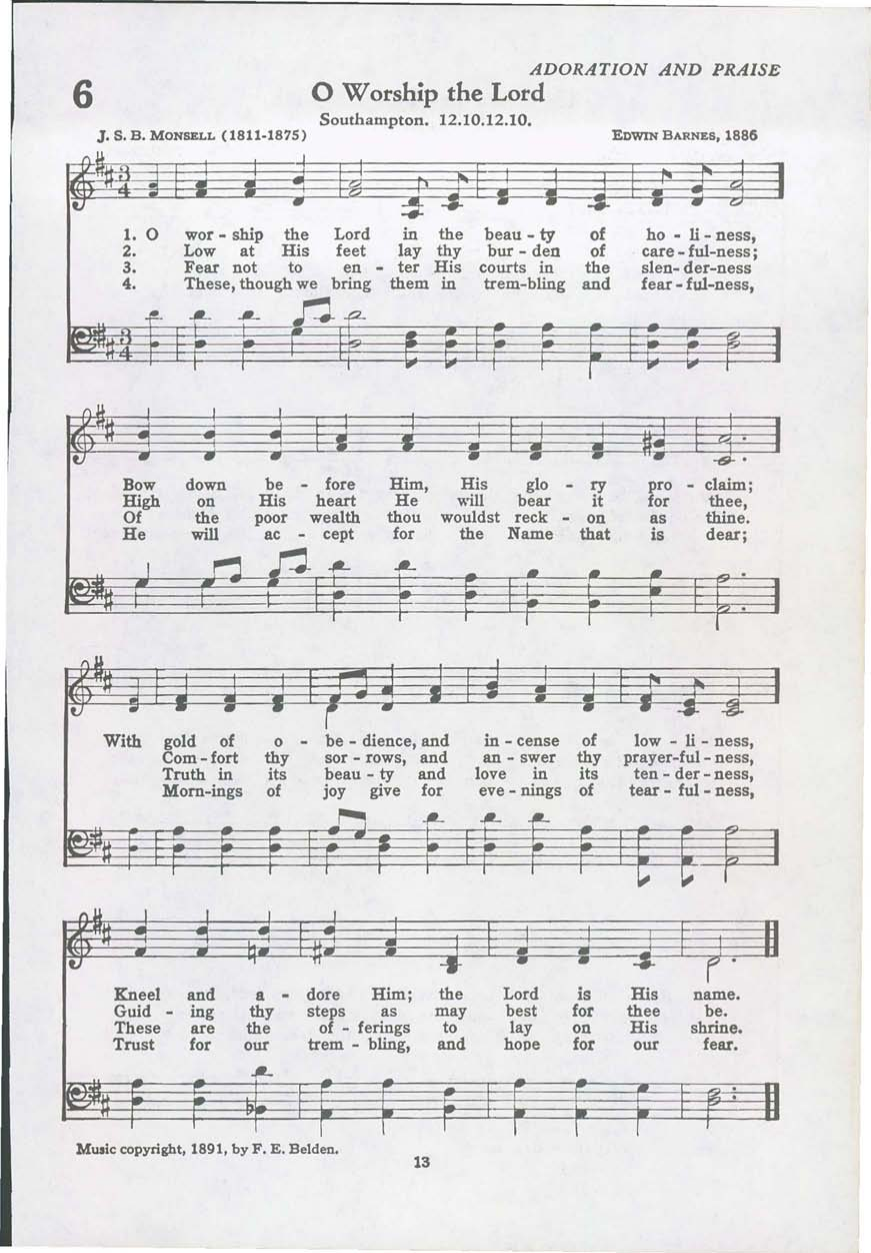 ADORATION AND PRAISE
6
O Worship the Lord
Southampton. 12.10.12.10.
J. S. B. MONSELL (1811-1875) EDWIN BARNES, 1886
1. O wor - ship the Lord in the beau - ty of ho - li - ness,
2. Low at His feet lay thy bur - den of care - ful-ness;
3. Fear not to en - ter His courts in the slen - der-ness
4. These, though we bring them in trem-bling and fear - ful-ness,
Bow down be - fore Him, His glo - ry pro - claim;
High on His heart He will bear it for thee,
Of the poor wealth thou wouldst reck - on as thine.
He will ac - cept for the Name that is dear;
With gold of o - be - dience, and in - cense of low - li - ness,
Com - fort thy sor - rows, and an - swer thy prayer-ful - ness,
Truth in its beau - ty and love in its ten - der - ness,
Morn-ings of joy give for eve - nings of tear - ful - ness,
Kneel and a - dore Him; the Lord is His name.
Guid - ing thy steps as may best for thee be.
These are the of - ferings to lay on His shrine.
Trust for our trem - bling, and hope for our fear.
Music copyright, 1891, by F. E. Belden.
13